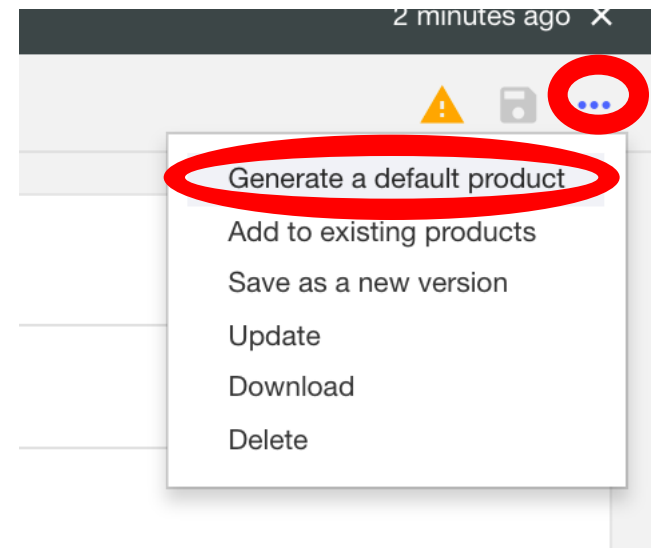 2 minutes ago ×
Generate a default product
Add to existing products
Save as a new version
Update
Download
Delete